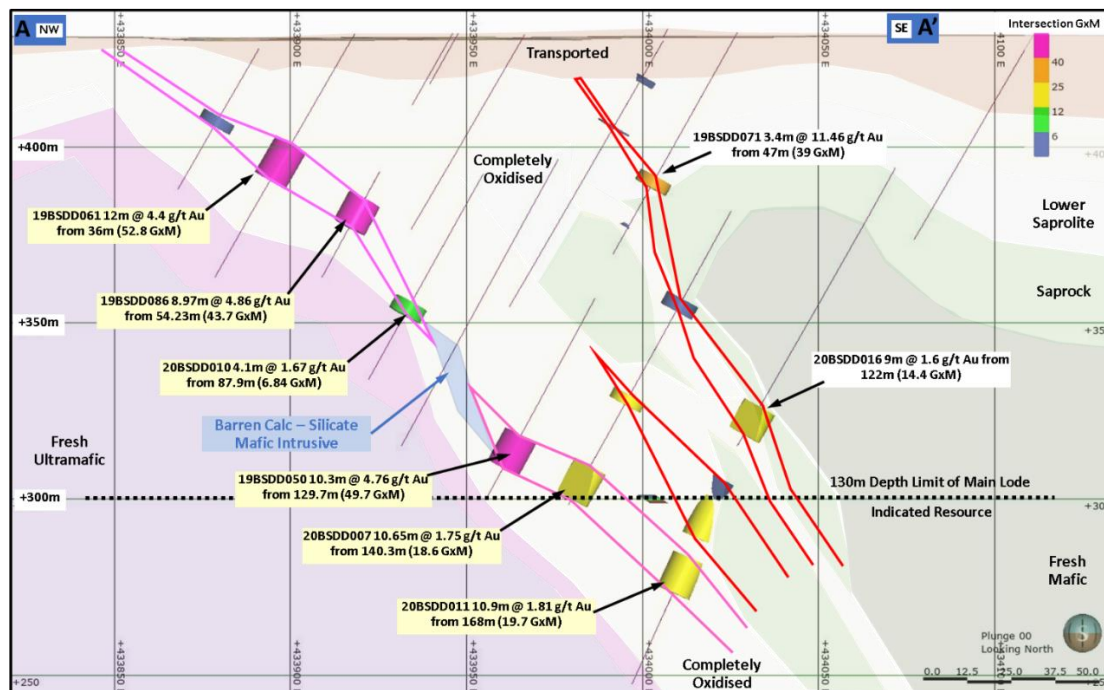 A NW
SE A'
Intersection GxM
40
25
12
6
+433850 E
+433900 E
+433950 E
+434000 E
+434050 E
Transported
+400m
Completely
Oxidised
19BSDD071 3.4m @ 11.46 g/t Au
from 47m (39 GxM)
Lower
Saprolite
19BSDD061 12m @ 4.4 g/t Au
from 36m (52.8 GxM)
Saprock
19BSDD086 8.97m @ 4.86 g/t Au
from 54.23m (43.7 GxM)
+350m
20BSDD010 4.1m @ 1.67 g/t Au
from 87.9m (6.84 GxM)
20BSDD016 9m @ 1.6 g/t Au from
122m (14.4 GxM)
Barren Calc – Silicate
Mafic Intrusive
Fresh
Ultramafic
19BSDD050 10.3m @ 4.76 g/t Au
from 129.7m (49.7 GxM)
+300m
130m Depth Limit of Main Lode
Indicated Resource
20BSDD007 10.65m @ 1.75 g/t Au
from 140.3m (18.6 GxM)
Fresh
Mafic
20BSDD011 10.9m @ 1.81 g/t Au
from 168m (19.7 GxM)
Plunge 00
Looking North
Completely
Oxidised
0.0 12.5 25.0 37.5 50.0
+250
+433850 E
+433900 E
+433950 E
+434000 E
+434050 E